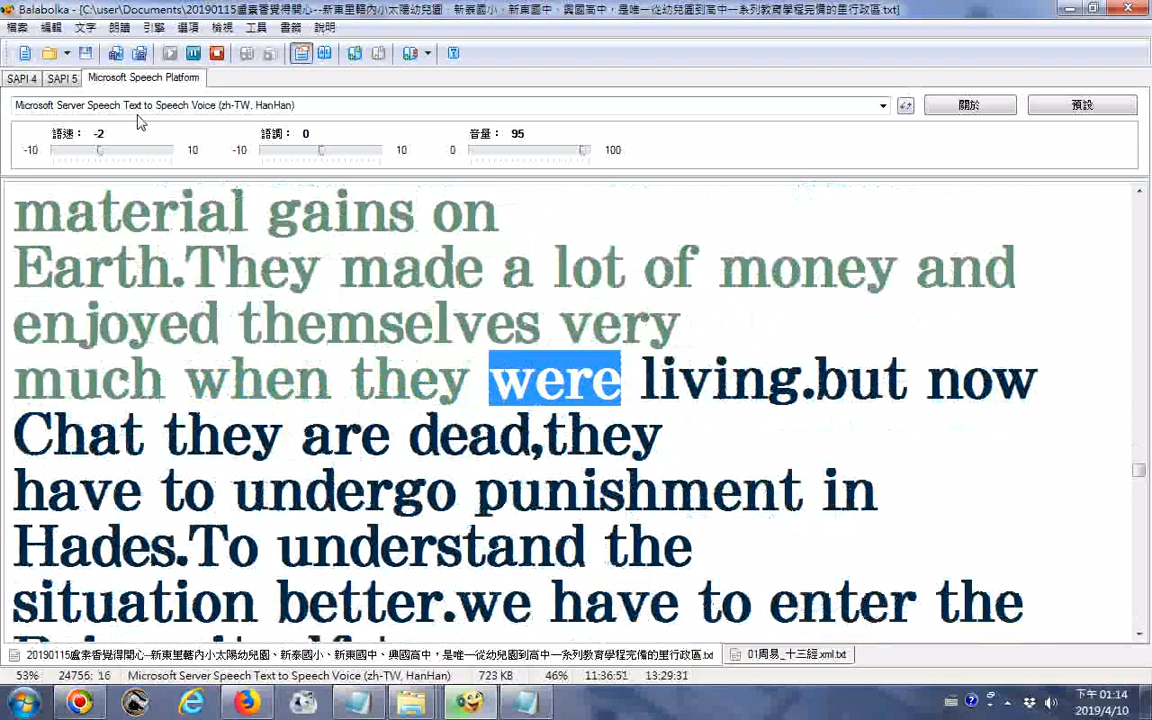 Balabolka - [C:\user\Documents\20190115盧素香覺得開心--新東里轄內小太陽幼兒園、新泰國小、新東國中、興國高中，是唯一從幼兒園到高中一系列教育學程完備的里行政區.txt]
檔案 編輯 文字 朗讀 引擎 選項 檢視 工具 書籤 說明
SAPI 4 SAPI 5 Microsoft Speech Platform
Microsoft Server Speech Text to Speech Voice (zh-TW, HanHan) 關於 預設
語速： -2 語調： 0 音量： 95
-10 10 -10 10 0 100
material gains on
Earth.They made a lot of money and
enjoyed themselves very
much when they were living.but now
Chat they are dead,they
have to undergo punishment in
Hades.To understand the
situation better.we have to enter the
20190115盧素香覺得開心--新東里轄內小太陽幼兒園、新泰國小、新東國中、興國高中，是唯一從幼兒園到高中一系列教育學程完備的里行政區.txt 01周易_十三經.xml.txt
53% 24755: 16 Microsoft Server Speech Text to Speech Voice (zh-TW, HanHan) 723 KB 46% 11:36:51 13:29:31
下午 01:14
2019/4/10